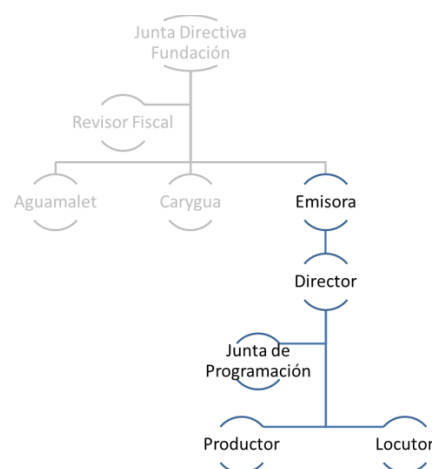 Junta Directiva
Fundación
Revisor Fiscal
Aguamalet
Carygua
Emisora
Director
Junta de
Programación
Productor
Locutor